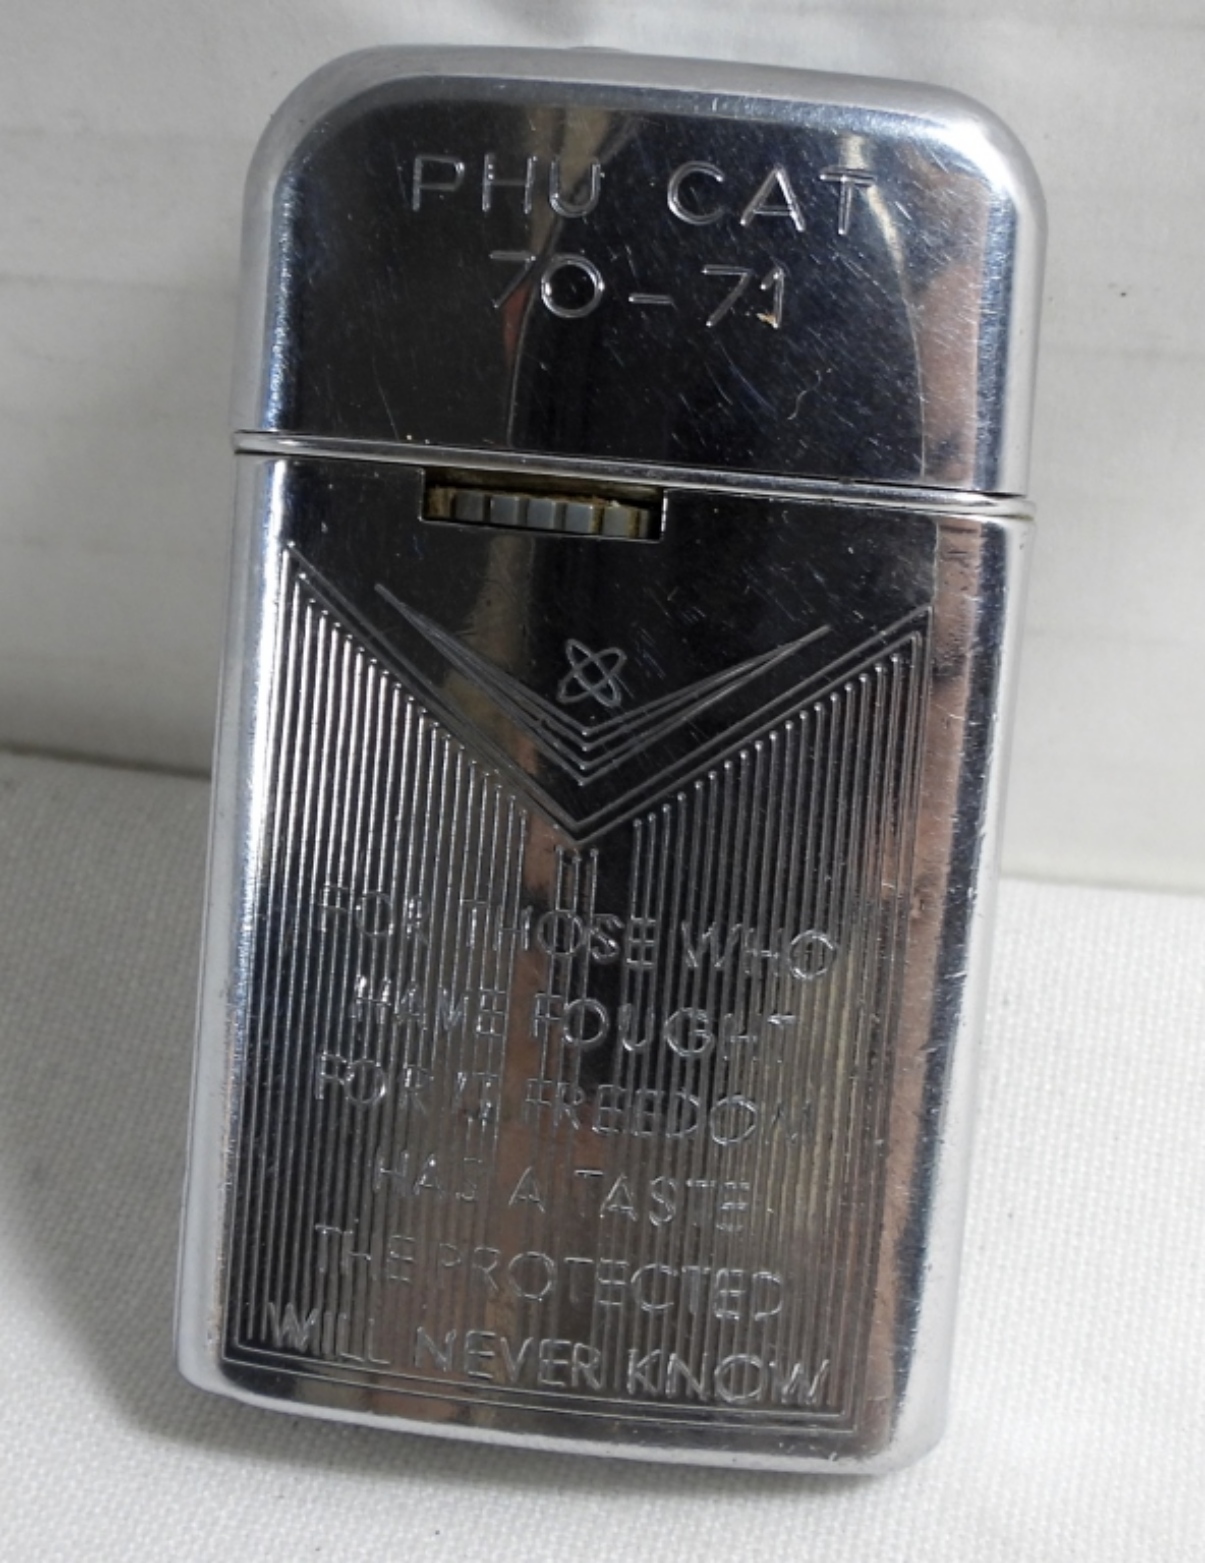 PHU CAT
70-71
FOR THOSE WHO
HAVE FOUGHT
FOR IT FREEDOM
HAS A TASTE
THE PROTECTED
WILL NEVER KNOW